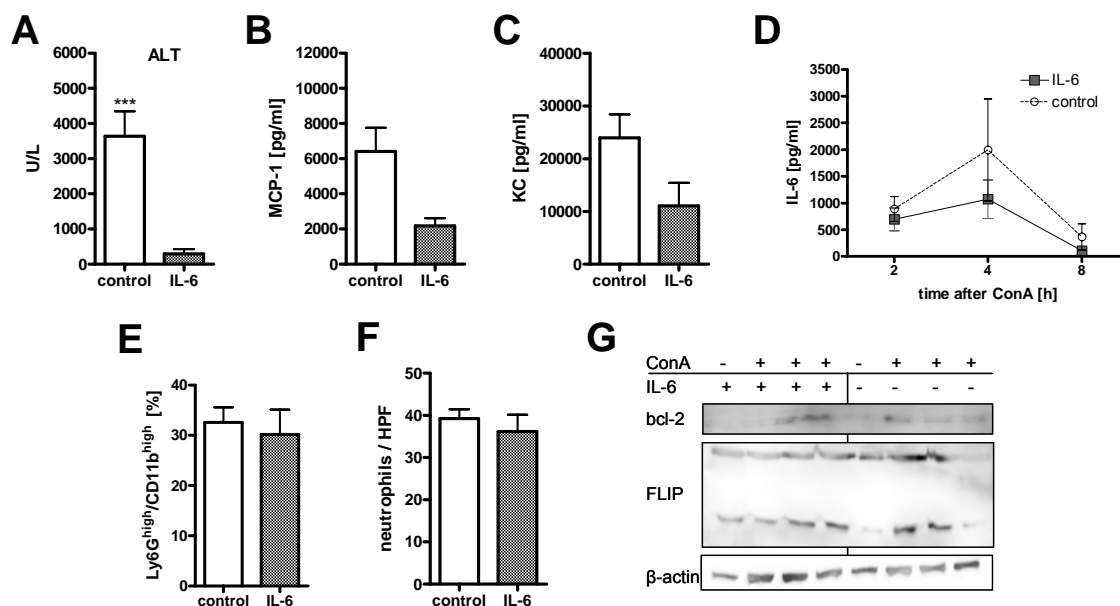 A
ALT
U/L
6000
5000
4000
3000
2000
1000
0
***
control IL-6
B
MCP-1 [pg/ml]
12000
10000
8000
6000
4000
2000
0
control IL-6
C
KC [pg/ml]
40000
30000
20000
10000
0
control IL-6
D
IL-6 [pg/ml]
3500
3000
2500
2000
1500
1000
500
0
IL-6
control
2 4 8
time after ConA [h]
E
Ly6G^high/CD11b^high [%]
40
30
20
10
0
control IL-6
F
neutrophils / HPF
50
40
30
20
10
0
control IL-6
G
ConA - + + + - + + +
IL-6 + + + + - - - -
bcl-2
FLIP
β-actin